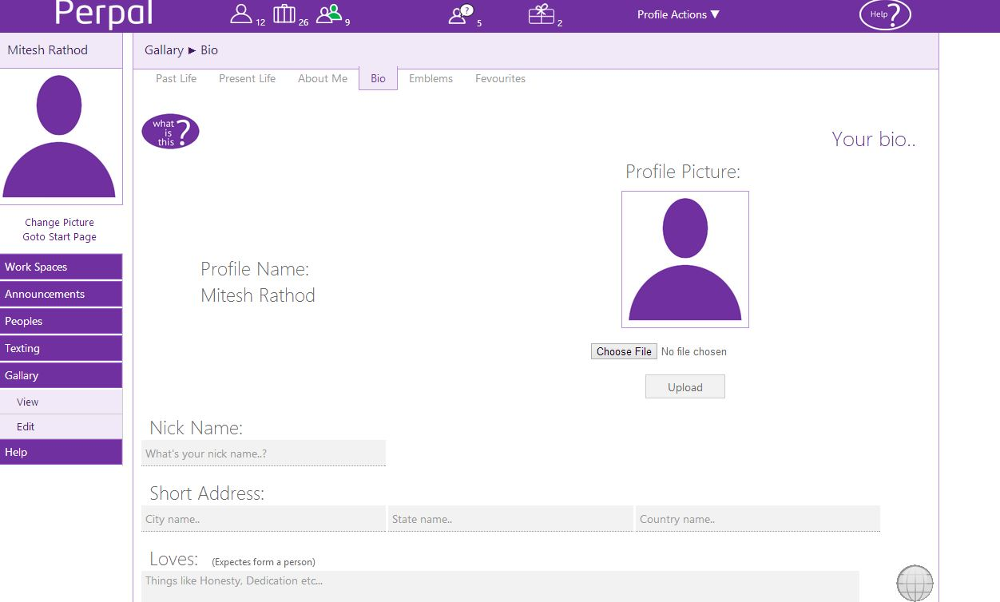 Perpal
12
26
9
5
2
Profile Actions ▼
Help ?
Mitesh Rathod
Gallary ► Bio
Past Life Present Life About Me Bio Emblems Fevourites
what
is
this ?
Your bio..
Profile Picture:
Change Picture
Goto Start Page
Work Spaces
Announcements
Peoples
Texting
Gallary
View
Edit
Help
Profile Name:
Mitesh Rathod
Choose File No file chosen
Upload
Nick Name:
What's your nick name..?
Short Address:
City name.. State name.. Country name..
Loves: (Expectes form a person)
Things like Honesty, Dedication etc...